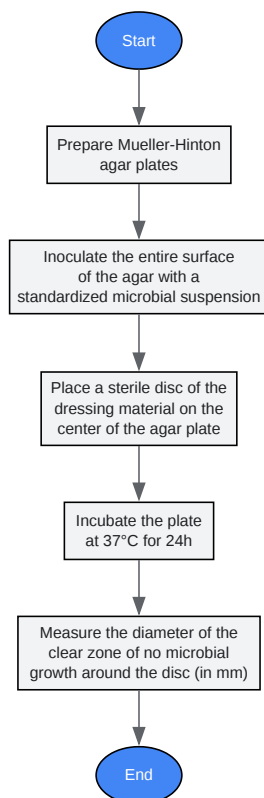 Start
Prepare Mueller-Hinton
agar plates
Inoculate the entire surface
of the agar with a
standardized microbial suspension
Place a sterile disc of the
dressing material on the
center of the agar plate
Incubate the plate
at 37°C for 24h
Measure the diameter of the
clear zone of no microbial
growth around the disc (in mm)
End